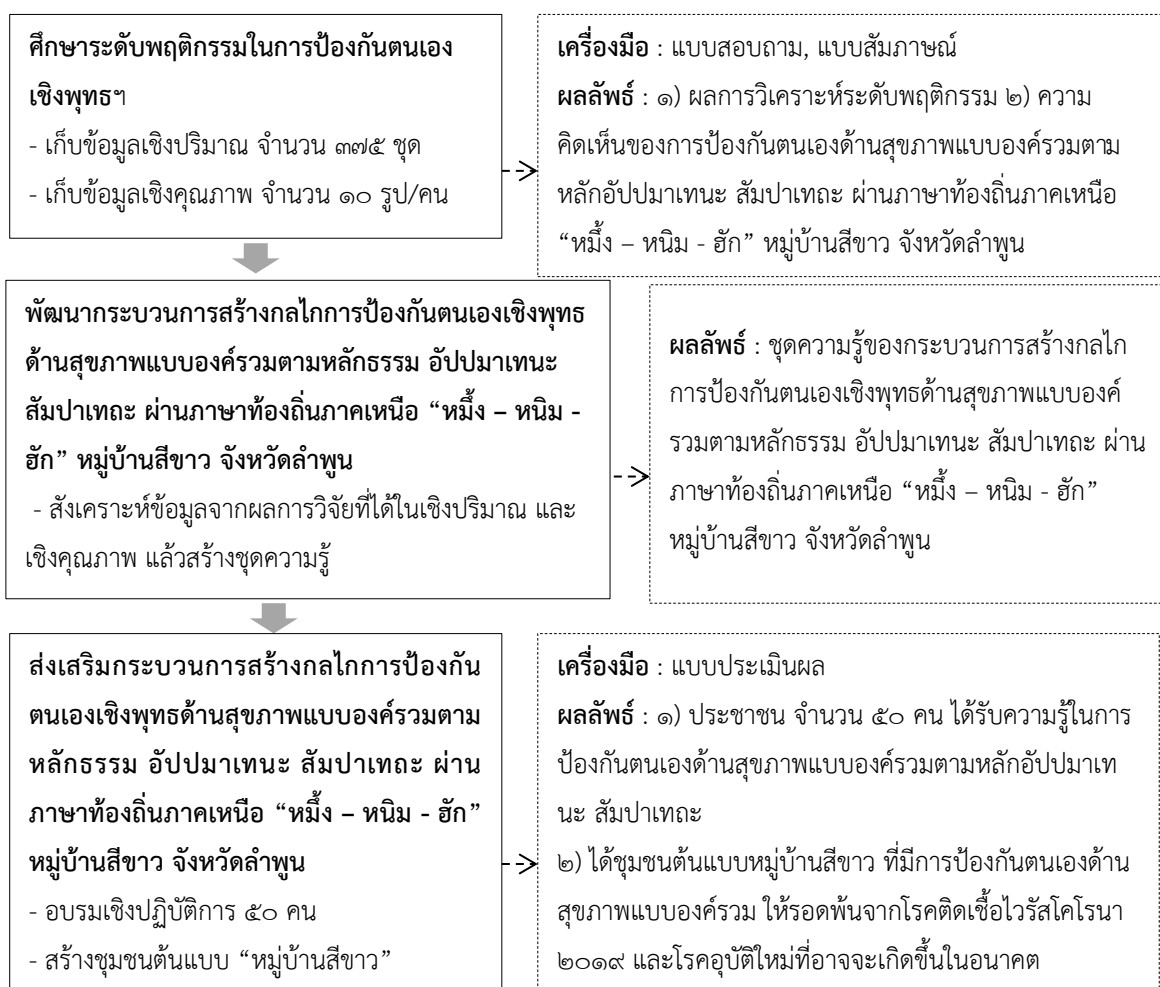 ศึกษาระดับพฤติกรรมในการป้องกันตนเอง
เชิงพุทธฯ
- เก็บข้อมูลเชิงปริมาณ จำนวน ๓๗๕ ชุด
- เก็บข้อมูลเชิงคุณภาพ จำนวน ๑๐ รูป/คน
เครื่องมือ : แบบสอบถาม, แบบสัมภาษณ์
ผลลัพธ์ : ๑) ผลการวิเคราะห์ระดับพฤติกรรม ๒) ความ
คิดเห็นของการป้องกันตนเองด้านสุขภาพแบบองค์รวมตาม
หลักอัปปมาเทนะ สัมปาเทถะ ผ่านภาษาท้องถิ่นภาคเหนือ
“หมึ้ง – หนิม - ฮัก” หมู่บ้านสีขาว จังหวัดลำพูน
พัฒนากระบวนการสร้างกลไกการป้องกันตนเองเชิงพุทธ
ด้านสุขภาพแบบองค์รวมตามหลักธรรม อัปปมาเทนะ
สัมปาเทถะ ผ่านภาษาท้องถิ่นภาคเหนือ “หมึ้ง – หนิม -
ฮัก” หมู่บ้านสีขาว จังหวัดลำพูน
- สังเคราะห์ข้อมูลจากผลการวิจัยที่ได้ในเชิงปริมาณ และ
เชิงคุณภาพ แล้วสร้างชุดความรู้
ผลลัพธ์ : ชุดความรู้ของกระบวนการสร้างกลไก
การป้องกันตนเองเชิงพุทธด้านสุขภาพแบบองค์
รวมตามหลักธรรม อัปปมาเทนะ สัมปาเทถะ ผ่าน
ภาษาท้องถิ่นภาคเหนือ “หมึ้ง – หนิม - ฮัก”
หมู่บ้านสีขาว จังหวัดลำพูน
ส่งเสริมกระบวนการสร้างกลไกการป้องกัน
ตนเองเชิงพุทธด้านสุขภาพแบบองค์รวมตาม
หลักธรรม อัปปมาเทนะ สัมปาเทถะ ผ่าน
ภาษาท้องถิ่นภาคเหนือ “หมึ้ง – หนิม - ฮัก”
หมู่บ้านสีขาว จังหวัดลำพูน
- อบรมเชิงปฏิบัติการ ๕๐ คน
- สร้างชุมชนต้นแบบ “หมู่บ้านสีขาว”
เครื่องมือ : แบบประเมินผล
ผลลัพธ์ : ๑) ประชาชน จำนวน ๕๐ คน ได้รับความรู้ในการ
ป้องกันตนเองด้านสุขภาพแบบองค์รวมตามหลักอัปปมาเท
นะ สัมปาเทถะ
๒) ได้ชุมชนต้นแบบหมู่บ้านสีขาว ที่มีการป้องกันตนเองด้าน
สุขภาพแบบองค์รวม ให้รอดพ้นจากโรคติดเชื้อไวรัสโคโรนา
๒๐๑๙ และโรคอุบัติใหม่ที่อาจจะเกิดขึ้นในอนาคต